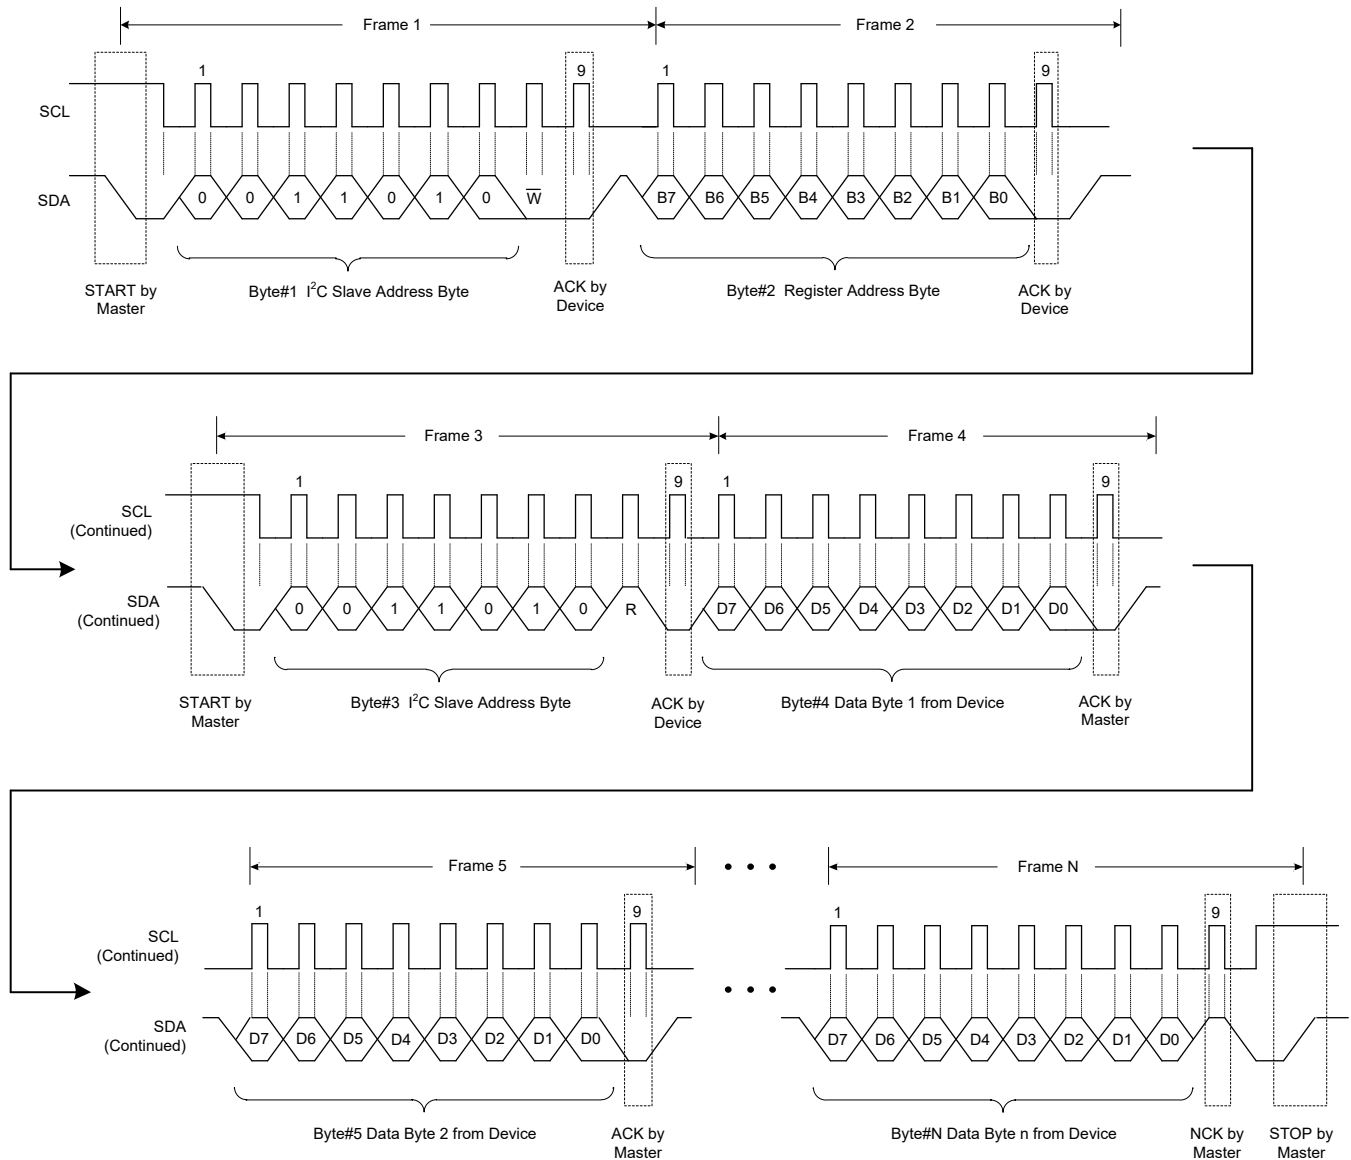 Frame 1 Frame 2
1 9 1 9
SCL
SDA 0 0 1 1 0 1 0 W̅ B7 B6 B5 B4 B3 B2 B1 B0
START by Master
Byte#1 I²C Slave Address Byte
ACK by Device
Byte#2 Register Address Byte
ACK by Device
Frame 3 Frame 4
1 9 1 9
SCL (Continued)
SDA (Continued) 0 0 1 1 0 1 0 R D7 D6 D5 D4 D3 D2 D1 D0
START by Master
Byte#3 I²C Slave Address Byte
ACK by Device
Byte#4 Data Byte 1 from Device
ACK by Master
Frame 5 Frame N
1 9 1 9
SCL (Continued)
SDA (Continued) D7 D6 D5 D4 D3 D2 D1 D0 D7 D6 D5 D4 D3 D2 D1 D0
Byte#5 Data Byte 2 from Device
ACK by Master
Byte#N Data Byte n from Device
NCK by Master
STOP by Master